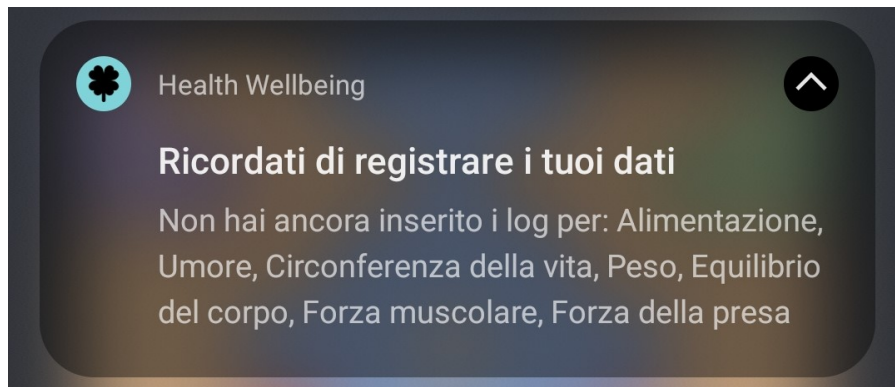 Health Wellbeing
Ricordati di registrare i tuoi dati
Non hai ancora inserito i log per: Alimentazione,
Umore, Circonferenza della vita, Peso, Equilibrio
del corpo, Forza muscolare, Forza della presa